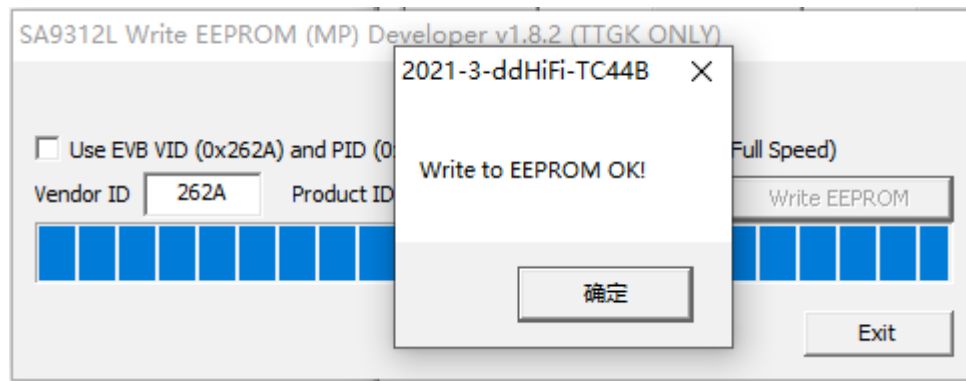 SA9312L Write EEPROM (MP) Developer v1.8.2 (TTGK ONLY)
2021-3-ddHiFi-TC44B
Use EVB VID (0x262A) and PID (0
Full Speed)
Write to EEPROM OK!
Vendor ID 262A Product ID
Write EEPROM
确定
Exit